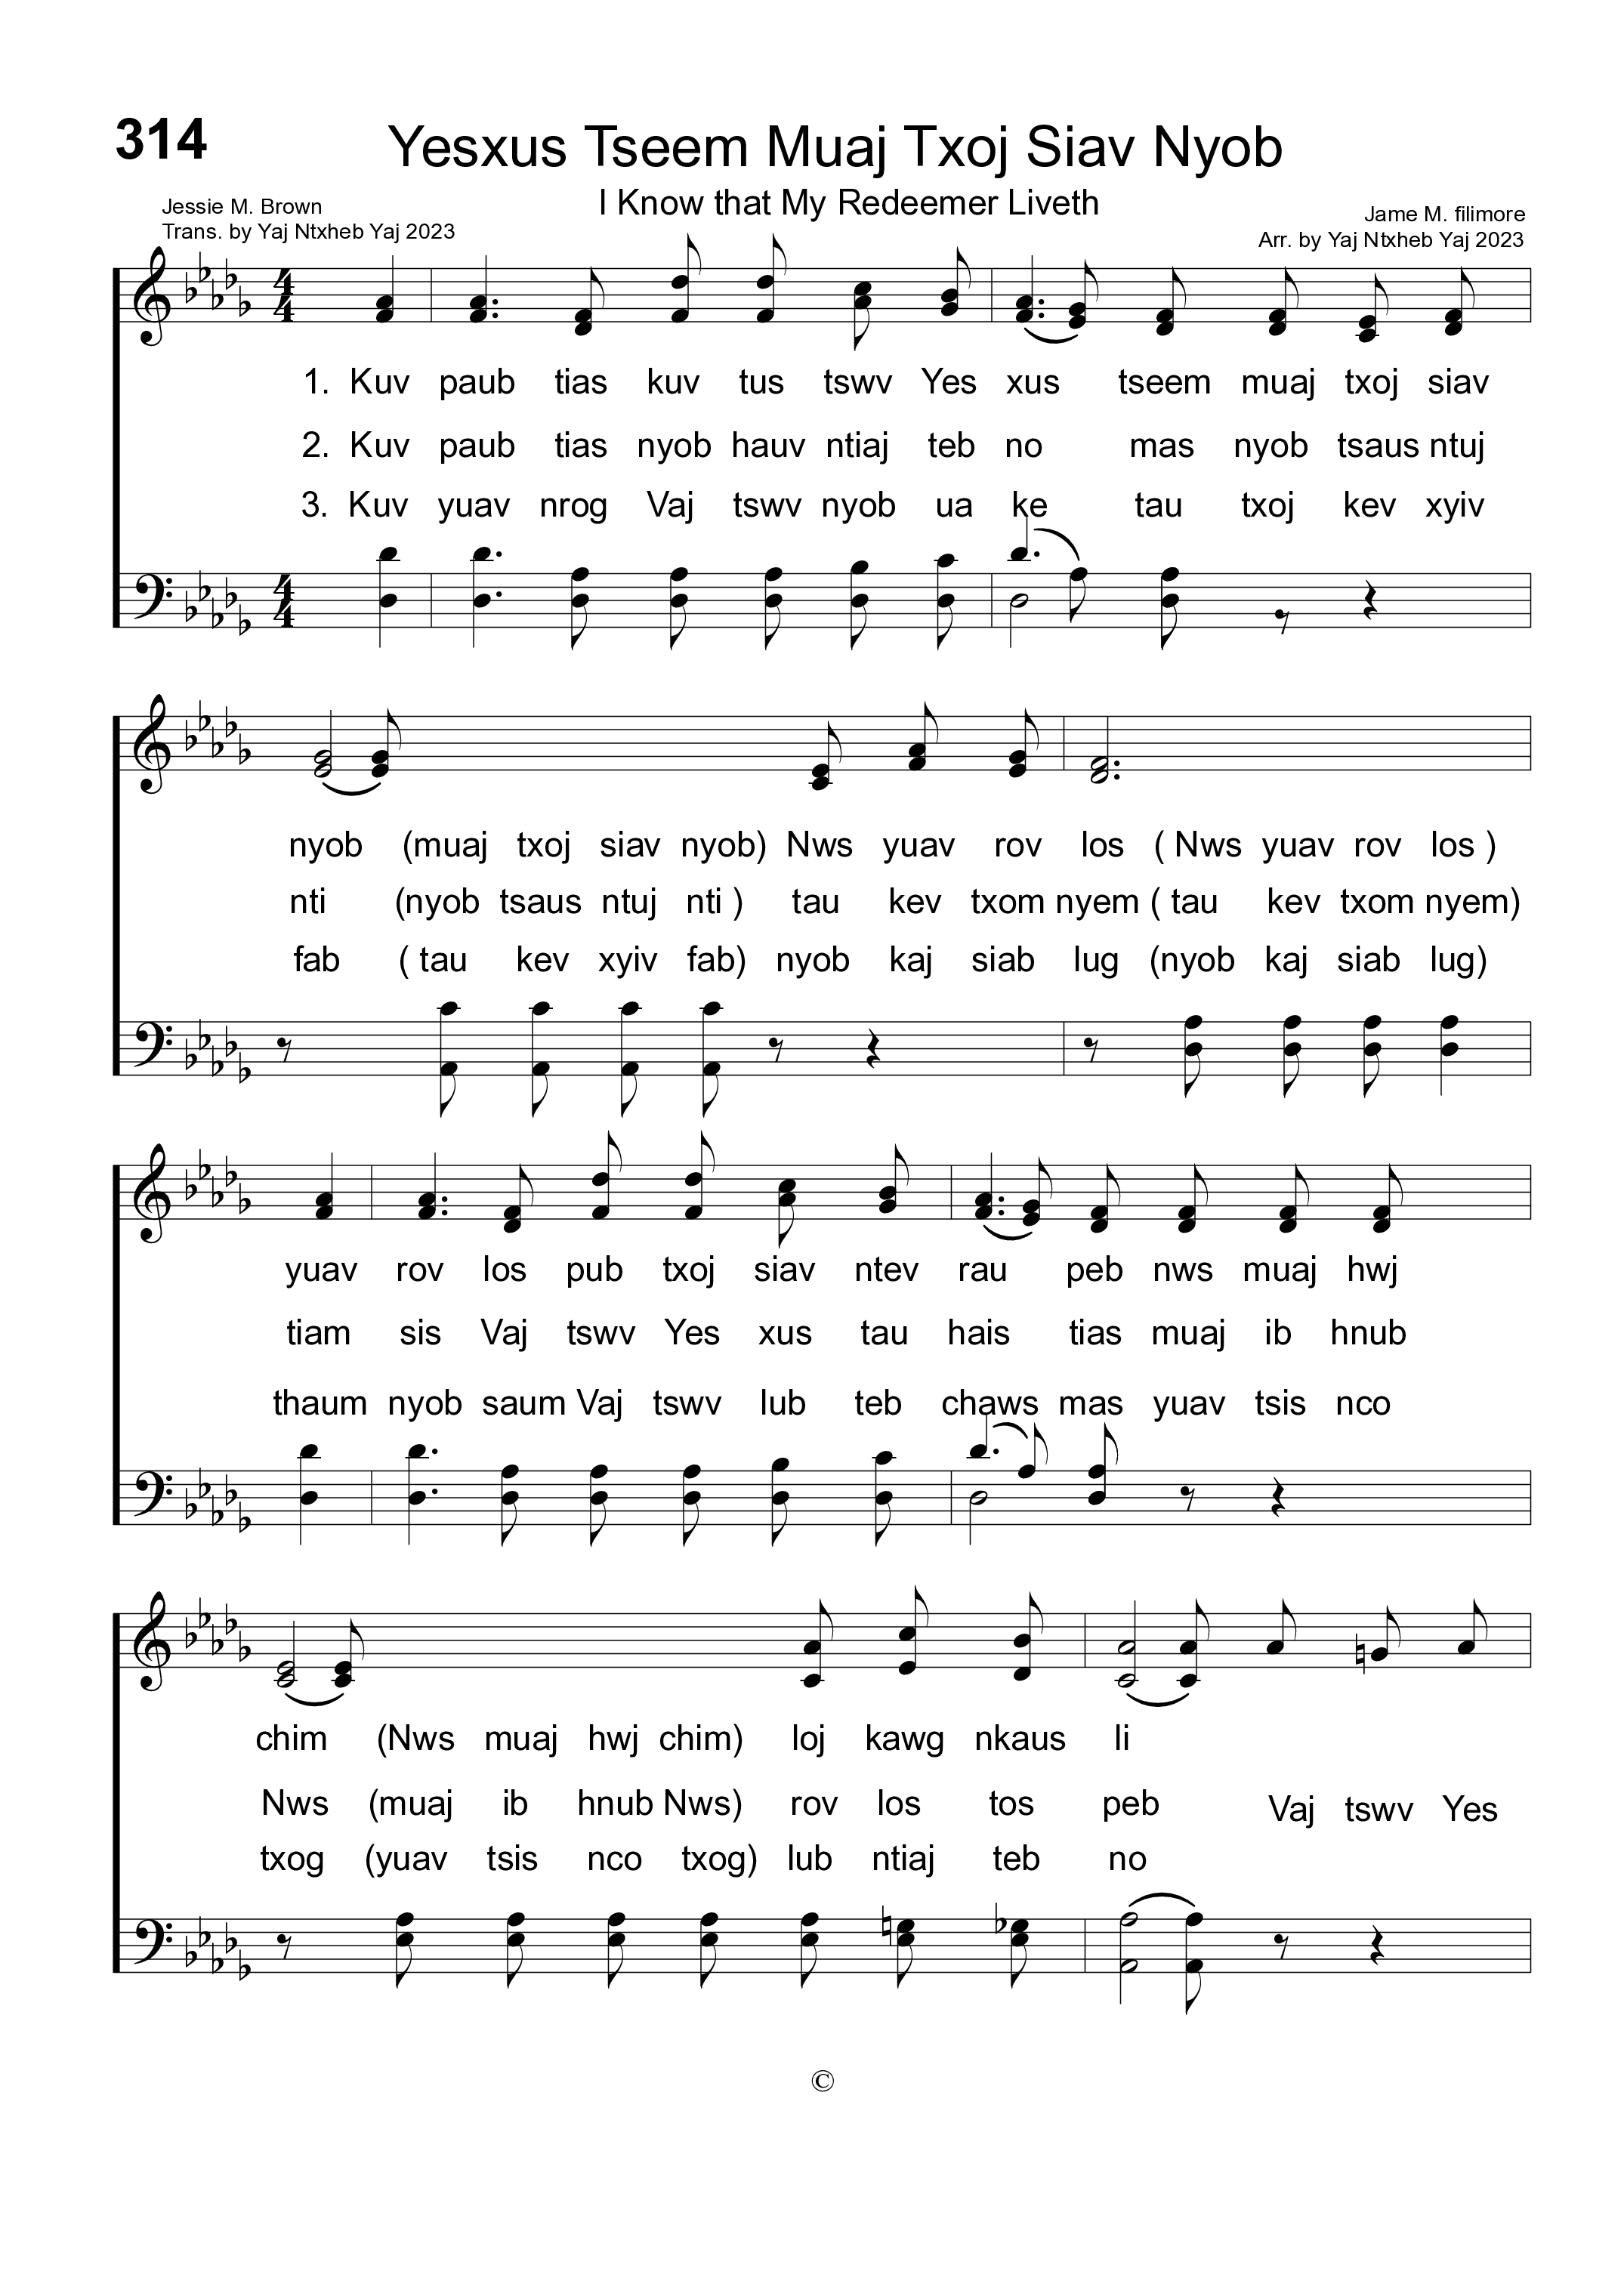 314
Yesxus Tseem Muaj Txoj Siav Nyob
I Know that My Redeemer Liveth
Jessie M. Brown
Trans. by Yaj Ntxheb Yaj 2023
Jame M. filimore
Arr. by Yaj Ntxheb Yaj 2023
1. Kuv paub tias kuv tus tswv Yes xus tseem muaj txoj siav
2. Kuv paub tias nyob hauv ntiaj teb no mas nyob tsaus ntuj
3. Kuv yuav nrog Vaj tswv nyob ua ke tau txoj kev xyiv
nyob (muaj txoj siav nyob) Nws yuav rov los ( Nws yuav rov los )
nti (nyob tsaus ntuj nti ) tau kev txom nyem ( tau kev txom nyem)
fab ( tau kev xyiv fab) nyob kaj siab lug (nyob kaj siab lug)
yuav rov los pub txoj siav ntev rau peb nws muaj hwj
tiam sis Vaj tswv Yes xus tau hais tias muaj ib hnub
thaum nyob saum Vaj tswv lub teb chaws mas yuav tsis nco
chim (Nws muaj hwj chim) loj kawg nkaus li
Nws (muaj ib hnub Nws) rov los tos peb Vaj tswv Yes
txog (yuav tsis nco txog) lub ntiaj teb no
©